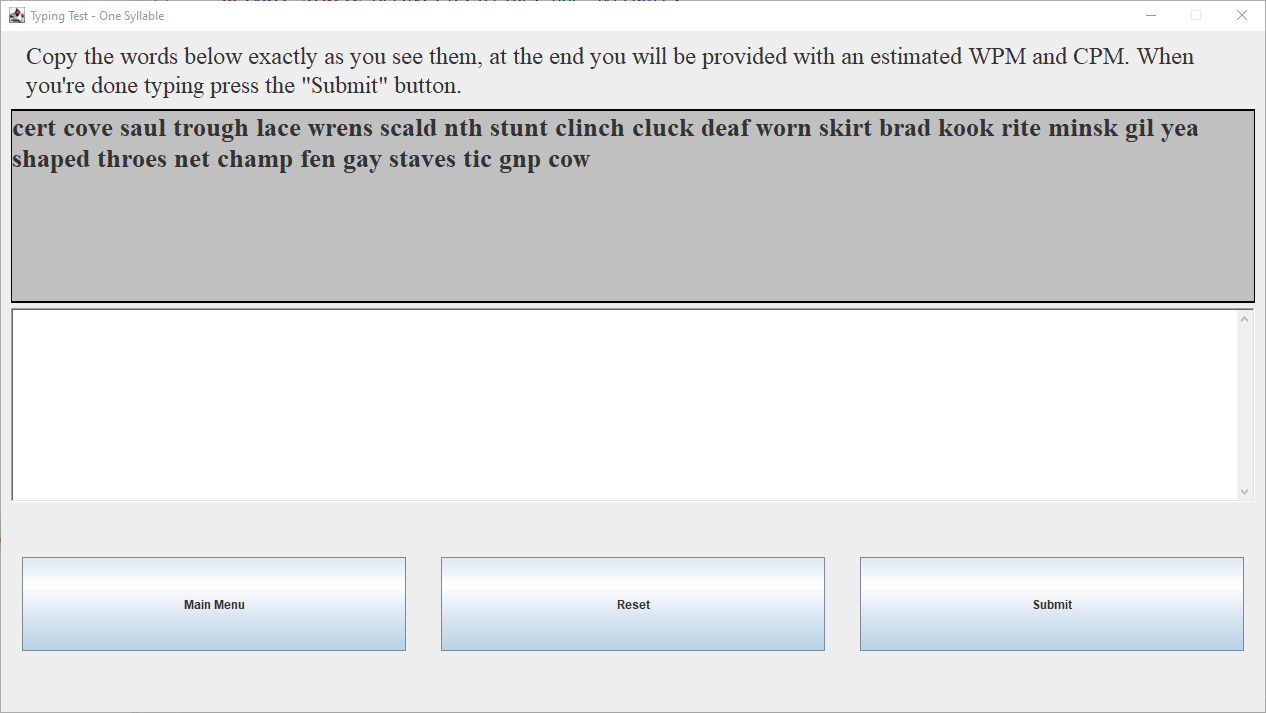 Typing Test - One Syllable
Copy the words below exactly as you see them, at the end you will be provided with an estimated WPM and CPM. When
you're done typing press the "Submit" button.
cert cove saul trough lace wrens scald nth stunt clinch cluck deaf worn skirt brad kook rite minsk gil yea
shaped throes net champ fen gay staves tic gnp cow
Main Menu
Reset
Submit